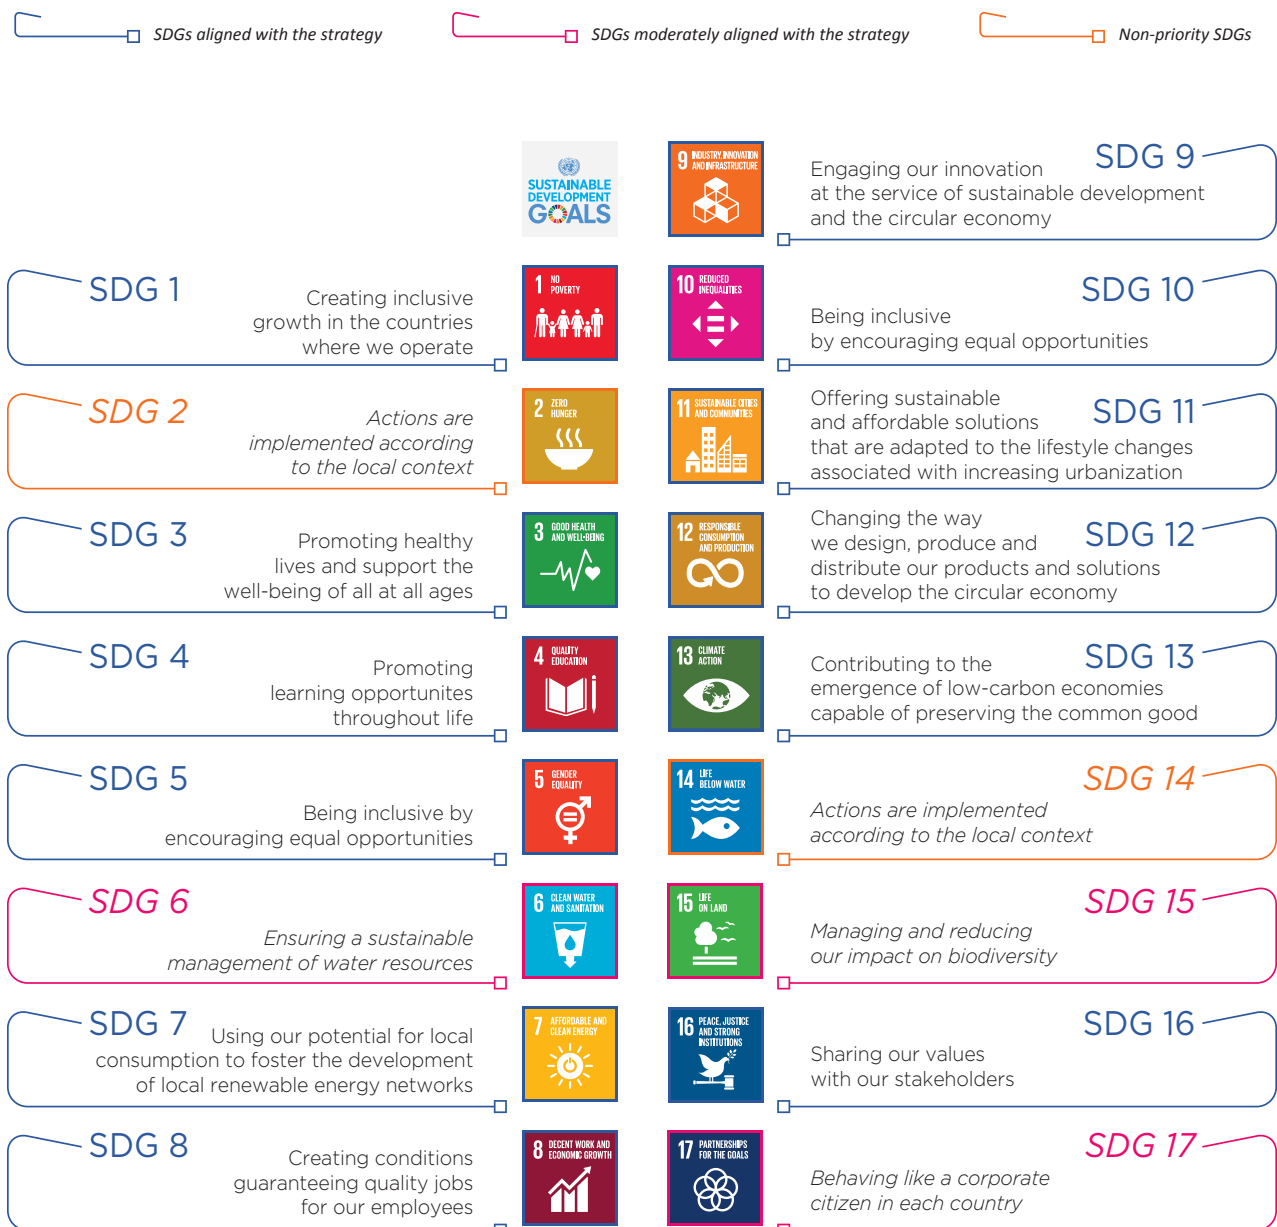 SDGs aligned with the strategy
SDGs moderately aligned with the strategy
Non-priority SDGs
SUSTAINABLE
DEVELOPMENT
GOALS
SDG 1
Creating inclusive
growth in the countries
where we operate
1 NO
POVERTY
SDG 2
Actions are
implemented according
to the local context
2 ZERO
HUNGER
SDG 3
Promoting healthy
lives and support the
well-being of all at all ages
3 GOOD HEALTH
AND WELL-BEING
SDG 4
Promoting
learning opportunites
throughout life
4 QUALITY
EDUCATION
SDG 5
Being inclusive by
encouraging equal opportunities
5 GENDER
EQUALITY
SDG 6
Ensuring a sustainable
management of water resources
6 CLEAN WATER
AND SANITATION
SDG 7
Using our potential for local
consumption to foster the development
of local renewable energy networks
7 AFFORDABLE AND
CLEAN ENERGY
SDG 8
Creating conditions
guaranteeing quality jobs
for our employees
8 DECENT WORK AND
ECONOMIC GROWTH
9 INDUSTRY, INNOVATION
AND INFRASTRUCTURE
SDG 9
Engaging our innovation
at the service of sustainable development
and the circular economy
10 REDUCED
INEQUALITIES
SDG 10
Being inclusive
by encouraging equal opportunities
11 SUSTAINABLE CITIES
AND COMMUNITIES
SDG 11
Offering sustainable
and affordable solutions
that are adapted to the lifestyle changes
associated with increasing urbanization
12 RESPONSIBLE
CONSUMPTION
AND PRODUCTION
SDG 12
Changing the way
we design, produce and
distribute our products and solutions
to develop the circular economy
13 CLIMATE
ACTION
SDG 13
Contributing to the
emergence of low-carbon economies
capable of preserving the common good
14 LIFE
BELOW WATER
SDG 14
Actions are implemented
according to the local context
15 LIFE
ON LAND
SDG 15
Managing and reducing
our impact on biodiversity
16 PEACE, JUSTICE
AND STRONG
INSTITUTIONS
SDG 16
Sharing our values
with our stakeholders
17 PARTNERSHIPS
FOR THE GOALS
SDG 17
Behaving like a corporate
citizen in each country